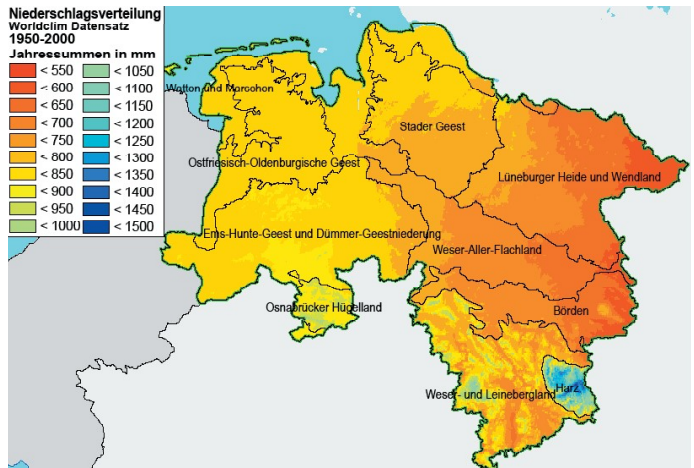 Niederschlagsverteilung
Worldclim Datensatz
1950-2000
Jahressummen in mm
< 550 < 1050
< 600 < 1100
< 650 < 1150
< 700 < 1200
< 750 < 1250
< 800 < 1300
< 850 < 1350
< 900 < 1400
< 950 < 1450
< 1000 < 1500
Watten und Marschen
Stader Geest
Ostfriesisch-Oldenburgische Geest
Lüneburger Heide und Wendland
Ems-Hunte-Geest und Dümmer-Geestniederung
Weser-Aller-Flachland
Osnabrücker Hügelland
Börden
Harz
Weser- und Leinebergland